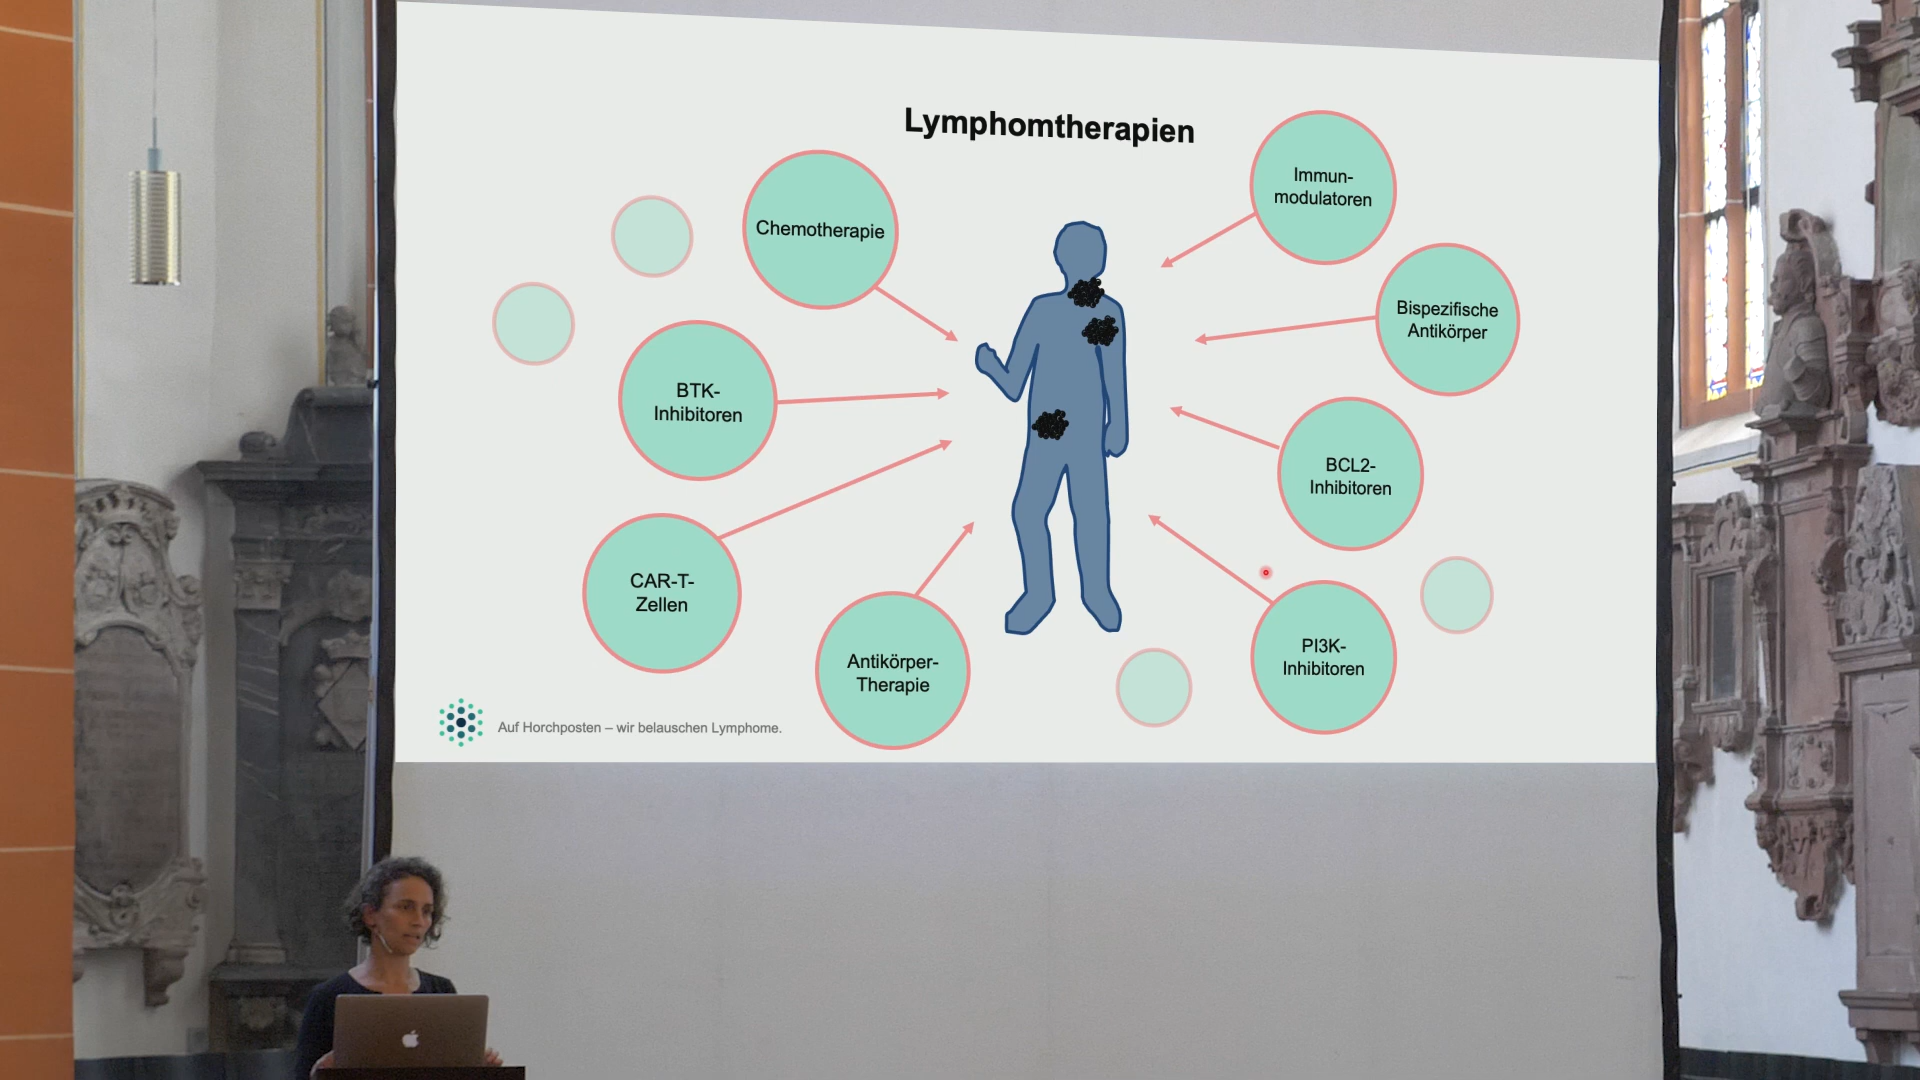 Lymphomtherapien
Chemotherapie
Immun-
modulatoren
Bispezifische
Antikörper
BTK-
Inhibitoren
BCL2-
Inhibitoren
CAR-T-
Zellen
Antikörper-
Therapie
PI3K-
Inhibitoren
Auf Horchposten – wir belauschen Lymphome.